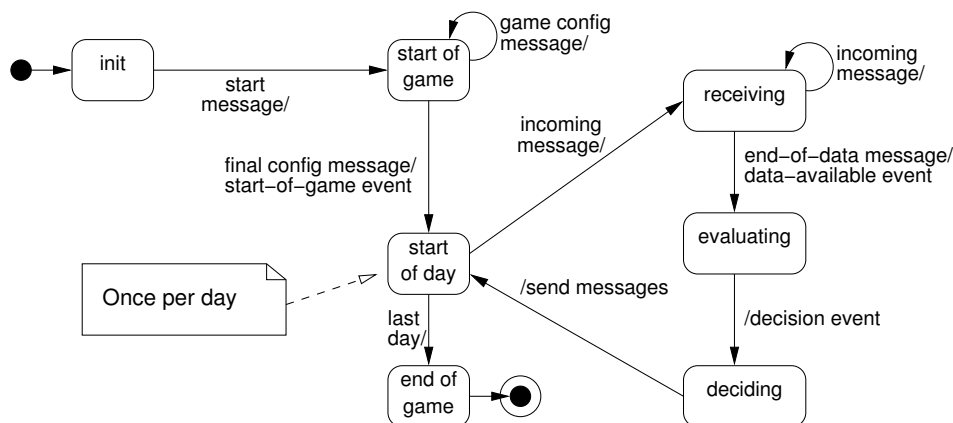 init
start
message/
start of
game
game config
message/
final config message/
start−of−game event
Once per day
start
of day
last
day/
end of
game
incoming
message/
receiving
incoming
message/
end−of−data message/
data−available event
evaluating
/decision event
deciding
/send messages